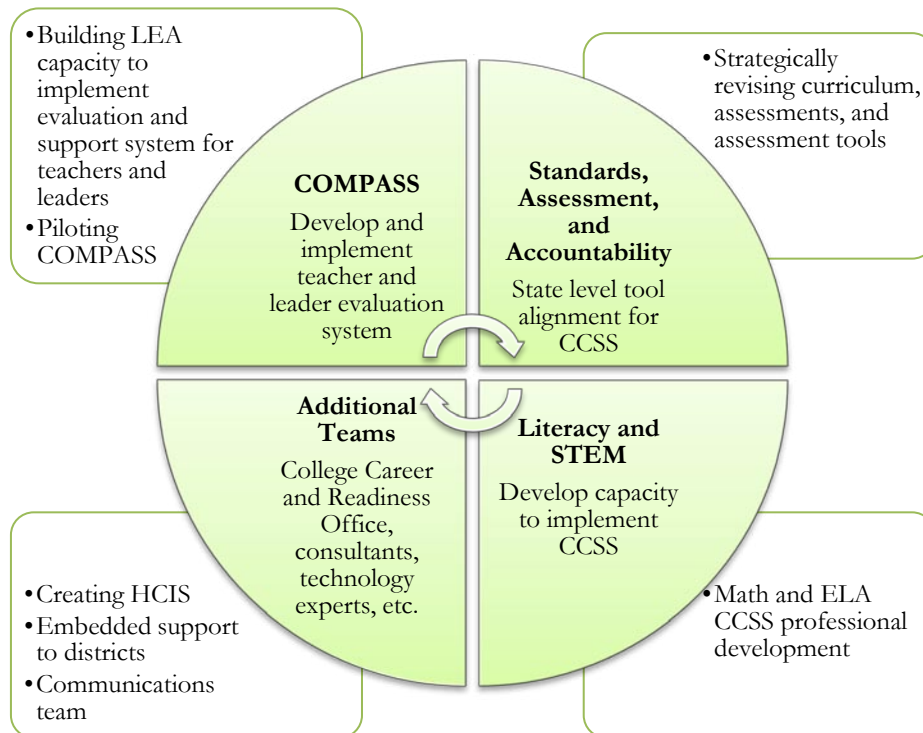 •Building LEA
capacity to
implement
evaluation and
support system for
teachers and
leaders
•Piloting
COMPASS
•Strategically
revising curriculum,
assessments, and
assessment tools
COMPASS
Develop and
implement
teacher and
leader evaluation
system
Standards,
Assessment,
and
Accountability
State level tool
alignment for
CCSS
Additional
Teams
College Career
and Readiness
Office,
consultants,
technology
experts, etc.
Literacy and
STEM
Develop capacity
to implement
CCSS
•Creating HCIS
•Embedded support
to districts
•Communications
team
•Math and ELA
CCSS professional
development